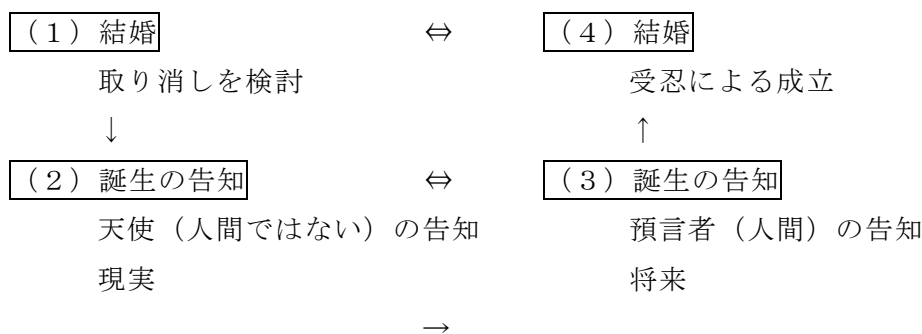 （１）結婚 ⇔ （４）結婚
取り消しを検討 受忍による成立
↓ ↑
（２）誕生の告知 ⇔ （３）誕生の告知
天使（人間ではない）の告知 預言者（人間）の告知
現実 将来
→